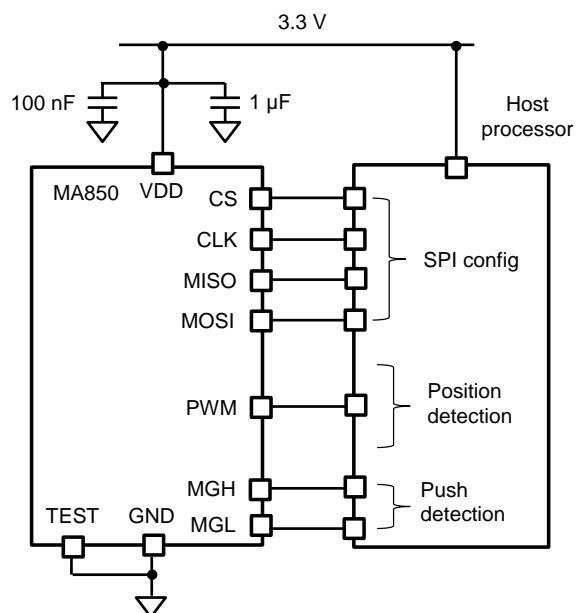 3.3 V
100 nF
1 µF
Host
processor
MA850
VDD
CS
CLK
SPI config
MISO
MOSI
PWM
Position
detection
MGH
Push
detection
MGL
TEST
GND